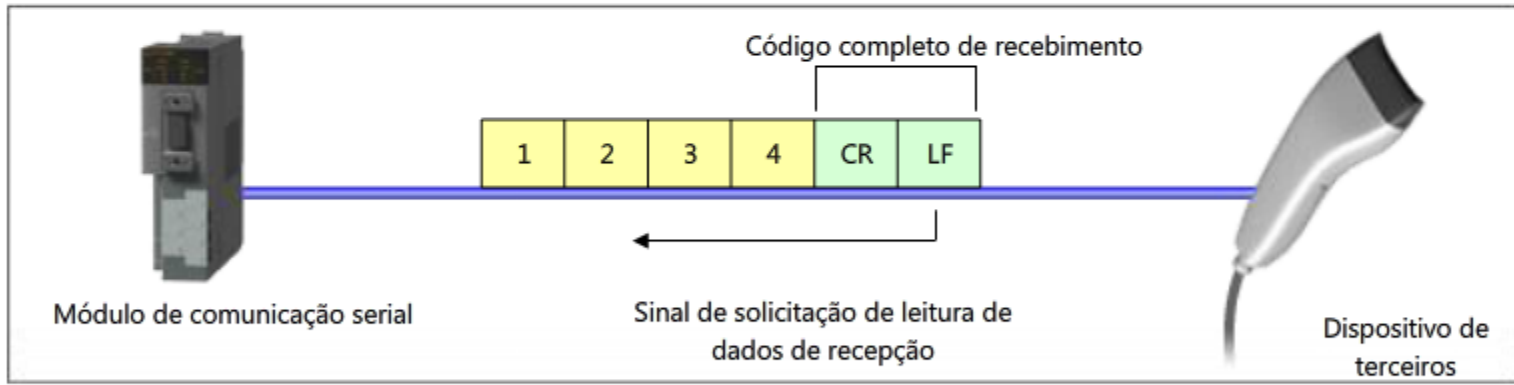 Código completo de recebimento
1 2 3 4 CR LF
Módulo de comunicação serial
Sinal de solicitação de leitura de
dados de recepção
Dispositivo de
terceiros